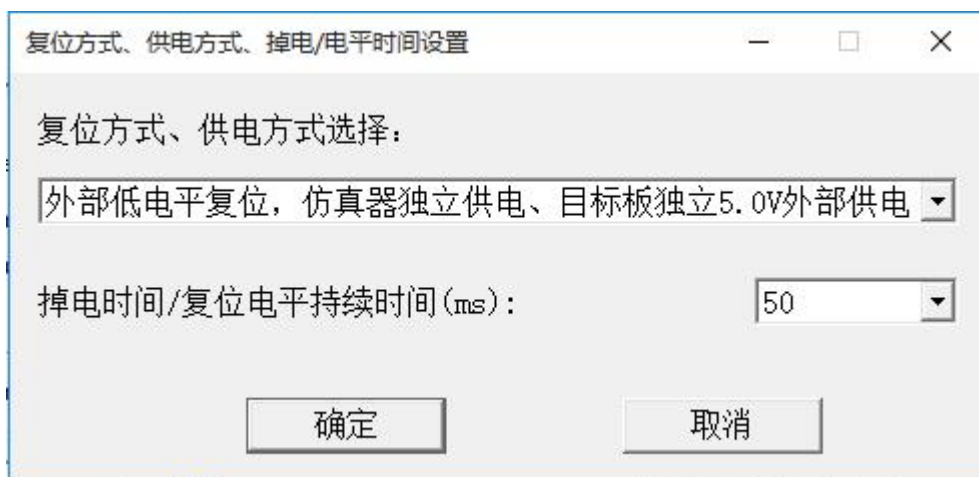 复位方式、供电方式、掉电/电平时间设置
复位方式、供电方式选择：
外部低电平复位，仿真器独立供电、目标板独立5.0V外部供电
掉电时间/复位电平持续时间(ms)： 50
确定 取消